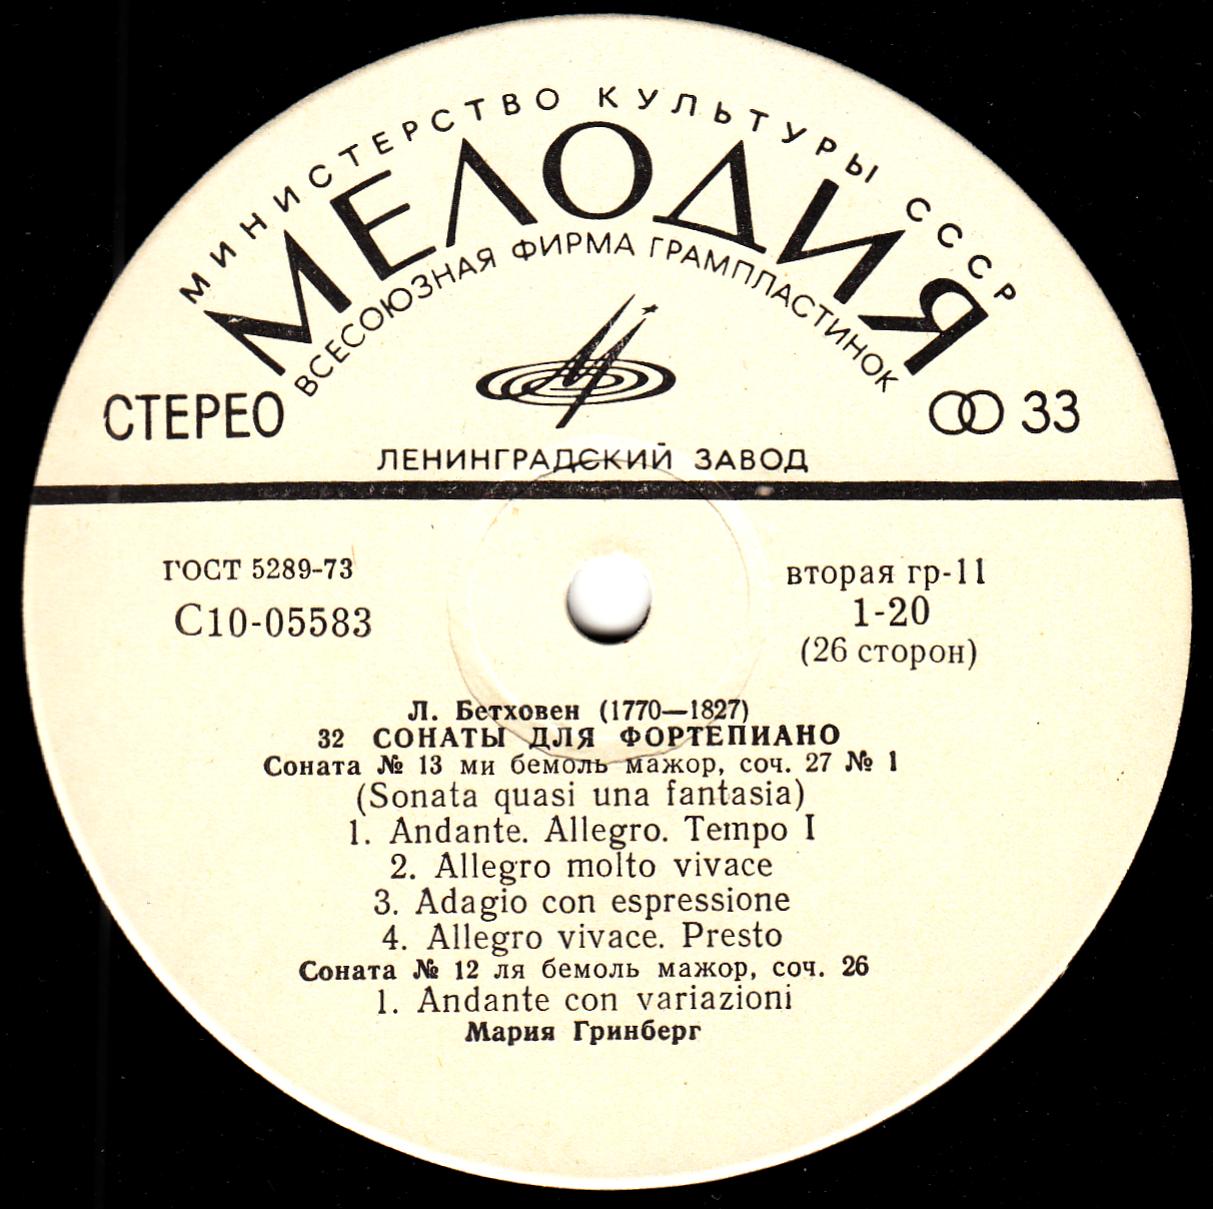 МИНИСТЕРСТВО КУЛЬТУРЫ СССР
МЕЛОДИЯ
ВСЕСОЮЗНАЯ ФИРМА ГРАМПЛАСТИНОК
СТЕРЕО
33
ЛЕНИНГРАДСКИЙ ЗАВОД
ГОСТ 5289-73
С10-05583
вторая гр-11
1-20
(26 сторон)
Л. Бетховен (1770—1827)
32 СОНАТЫ ДЛЯ ФОРТЕПИАНО
Соната № 13 ми бемоль мажор, соч. 27 № 1
(Sonata quasi una fantasia)
1. Andante. Allegro. Tempo I
2. Allegro molto vivace
3. Adagio con espressione
4. Allegro vivace. Presto
Соната № 12 ля бемоль мажор, соч. 26
1. Andante con variazioni
Мария Гринберг